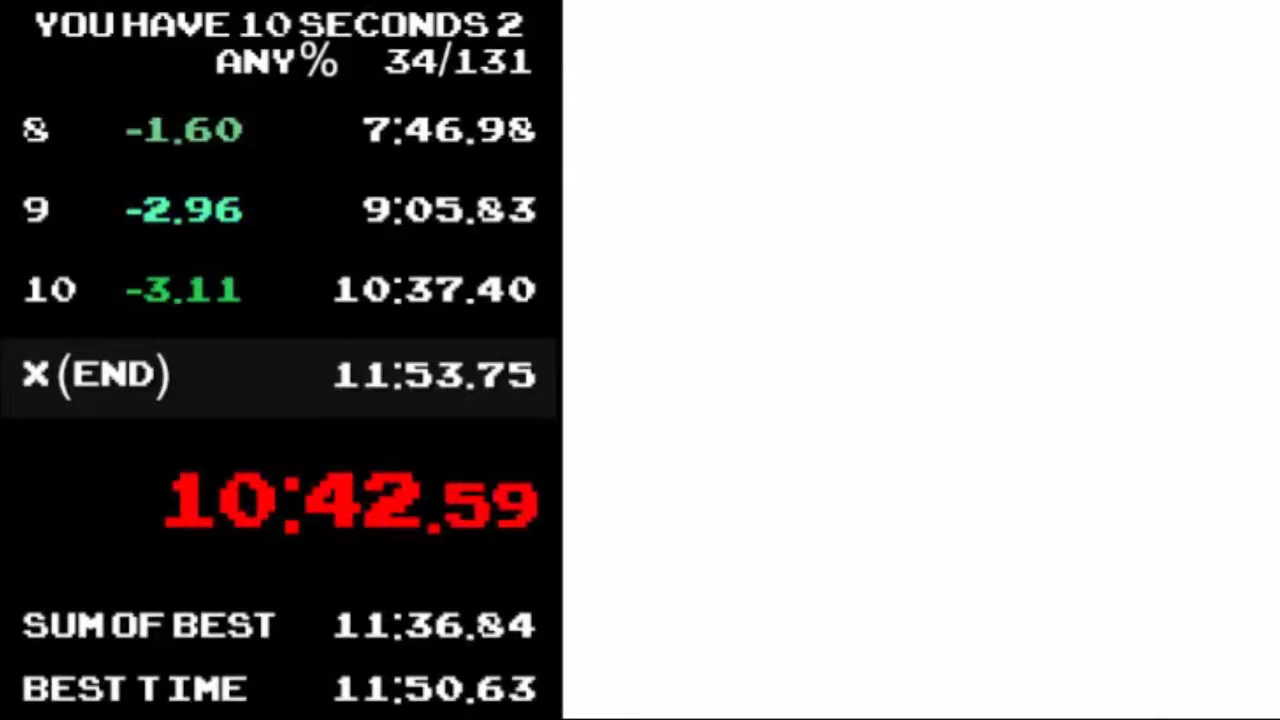 YOU HAVE 10 SECONDS 2
ANY% 34/131
8 -1.60 7:46.98
9 -2.96 9:05.83
10 -3.11 10:37.40
X (END) 11:53.75
10:42.59
SUM OF BEST 11:36.84
BEST TIME 11:50.63